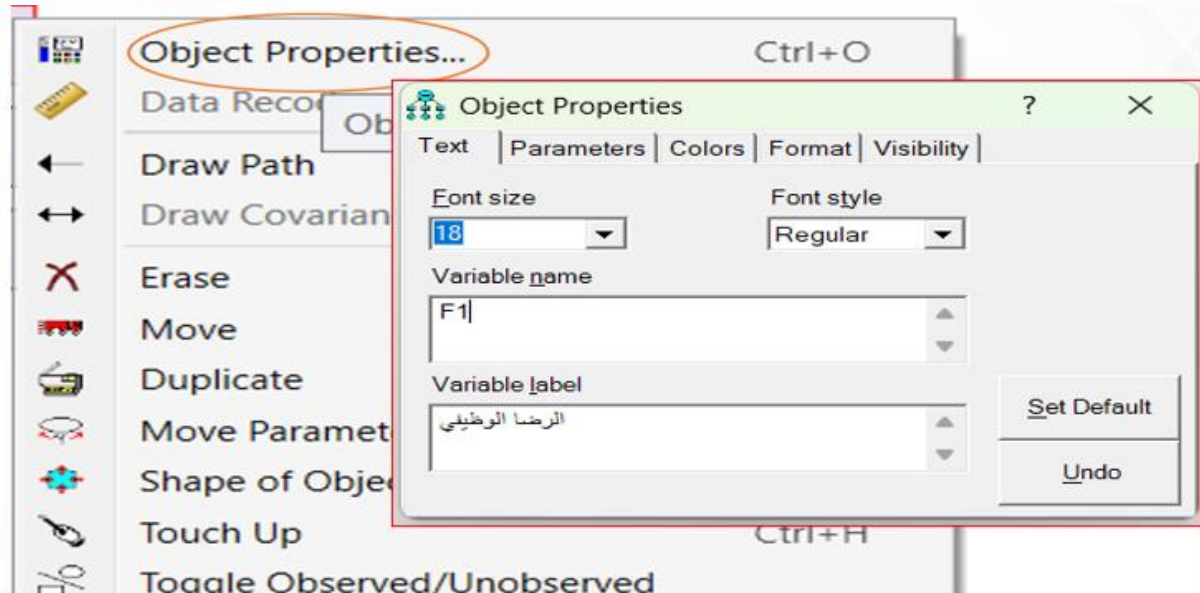 Object Properties... Ctrl+O
Data Reco
Ob
Draw Path
Draw Covarian
Erase
Move
Duplicate
Move Paramet
Shape of Objec
Touch Up Ctrl+H
Toggle Observed/Unobserved
Object Properties ? ×
Text Parameters Colors Format Visibility
Font size Font style
18 Regular
Variable name
F1
Variable label
الرضا الوظيفي
Set Default
Undo